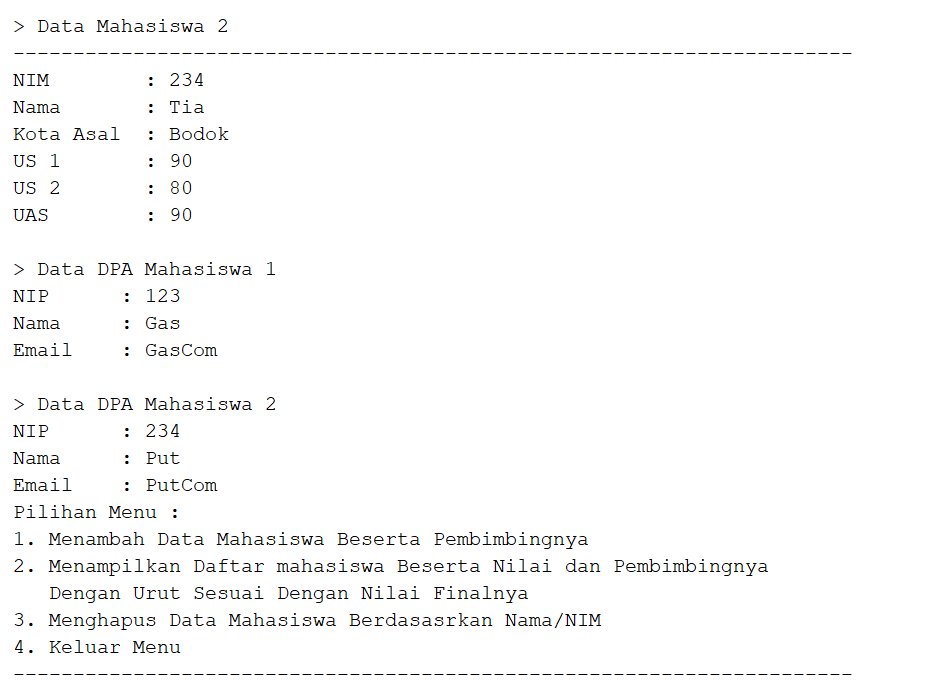 > Data Mahasiswa 2
----------------------------------------------------------------------
NIM        : 234
Nama       : Tia
Kota Asal  : Bodok
US 1       : 90
US 2       : 80
UAS        : 90

> Data DPA Mahasiswa 1
NIP      : 123
Nama     : Gas
Email    : GasCom

> Data DPA Mahasiswa 2
NIP      : 234
Nama     : Put
Email    : PutCom
Pilihan Menu :
1. Menambah Data Mahasiswa Beserta Pembimbingnya
2. Menampilkan Daftar mahasiswa Beserta Nilai dan Pembimbingnya
   Dengan Urut Sesuai Dengan Nilai Finalnya
3. Menghapus Data Mahasiswa Berdasasrkan Nama/NIM
4. Keluar Menu
----------------------------------------------------------------------